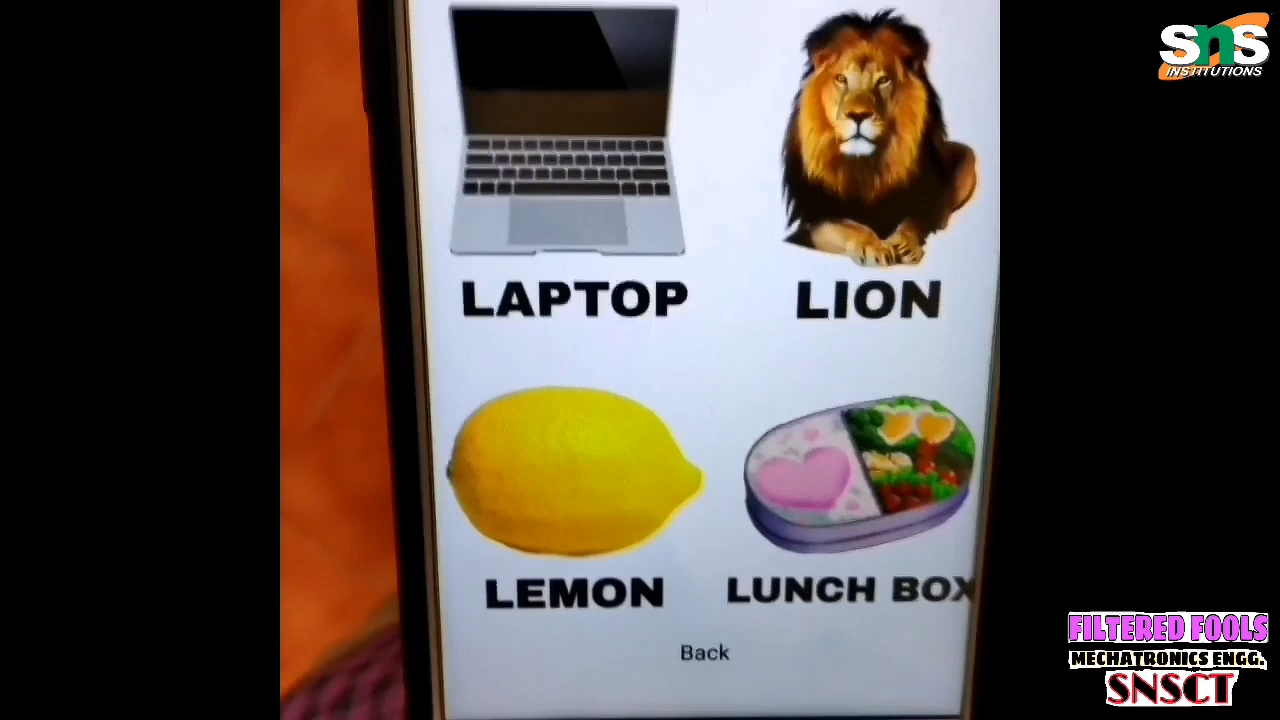 SNS
INSTITUTIONS
LAPTOP
LION
LEMON
LUNCH BOX
Back
FILTERED FOOLS
MECHATRONICS ENGG.
SNSCT